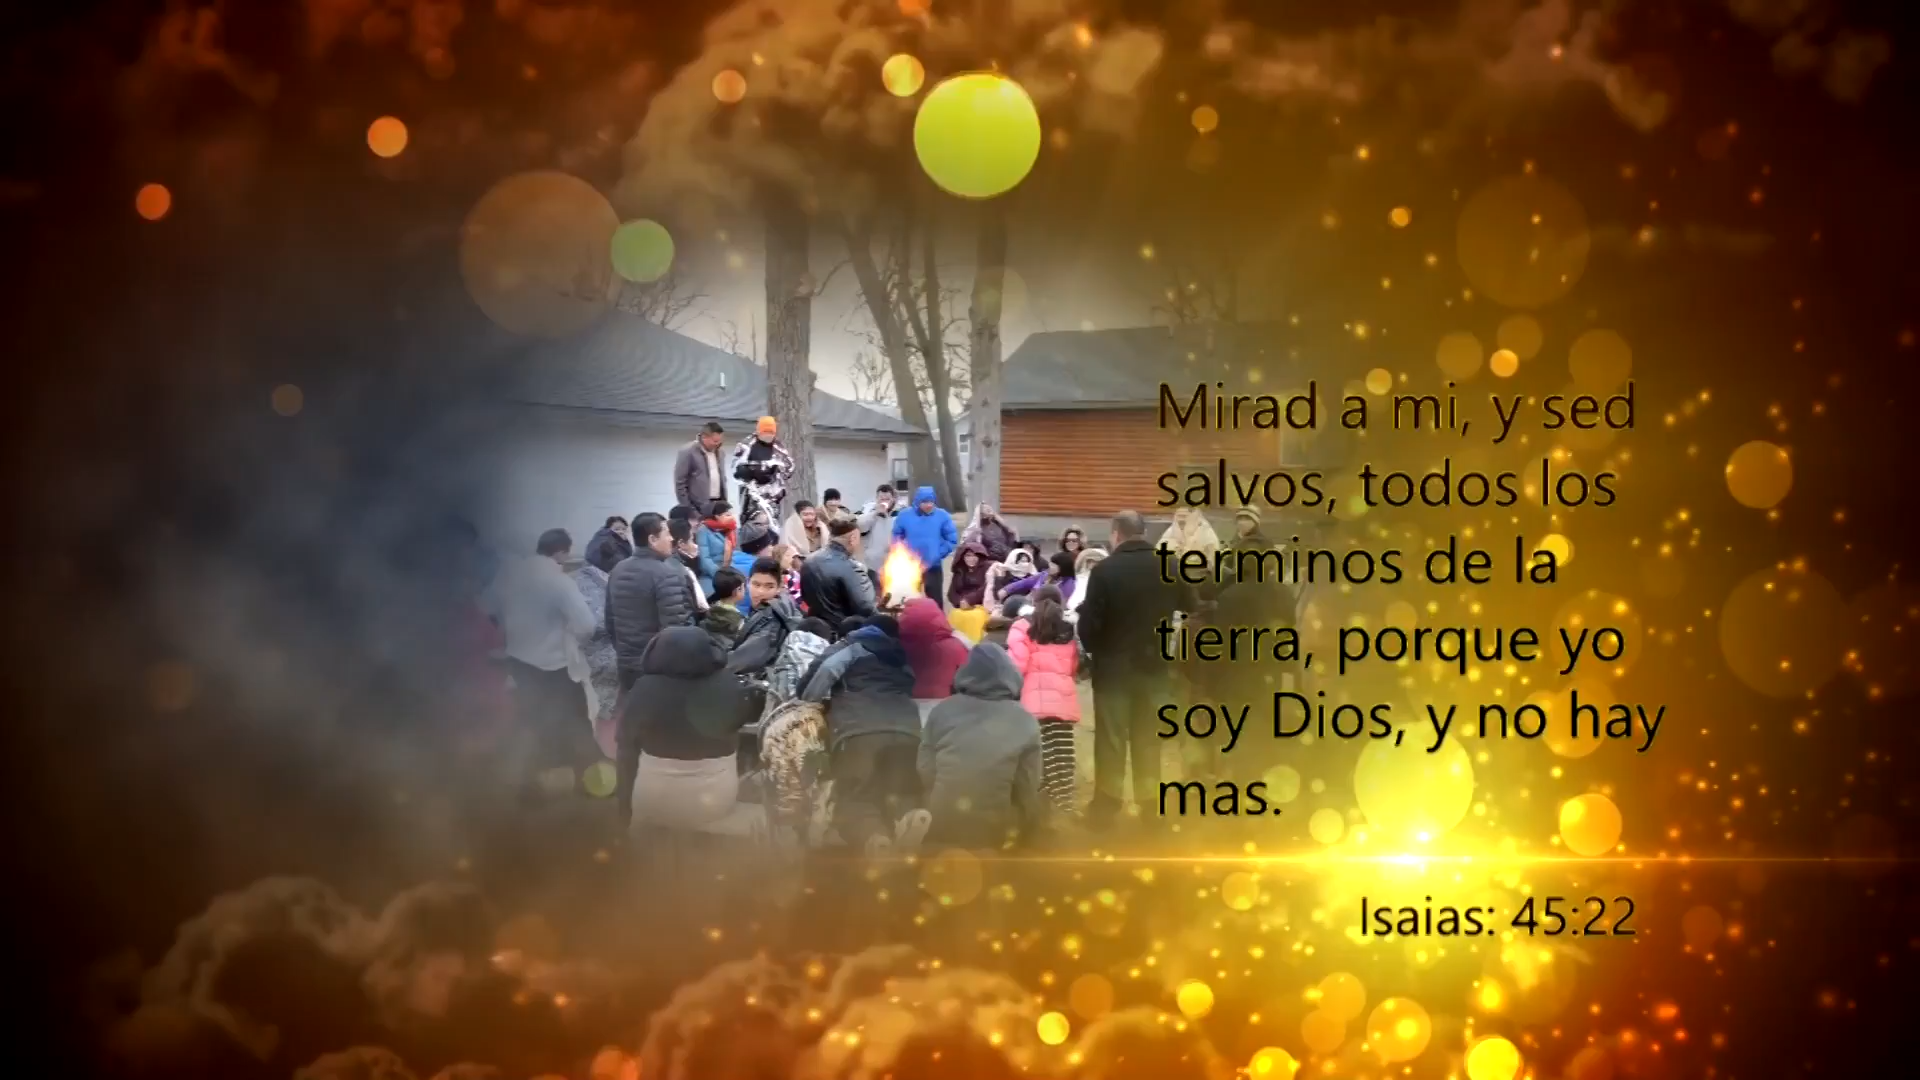 Mirad a mi, y sed
salvos, todos los
terminos de la
tierra, porque yo
soy Dios, y no hay
mas.
Isaias: 45:22